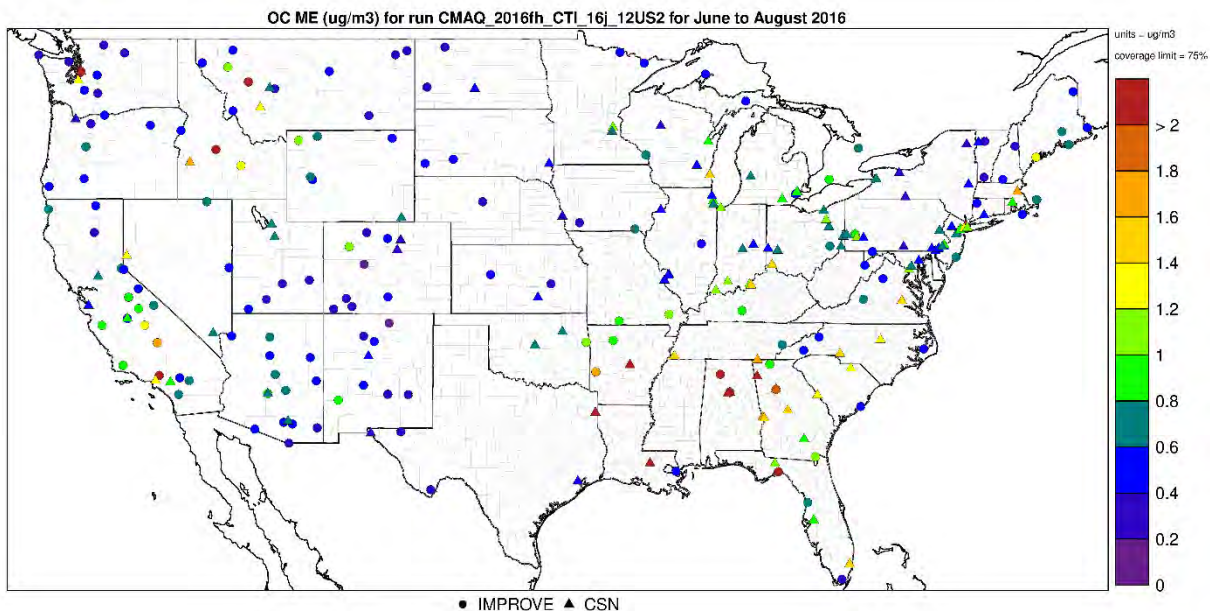 OC ME (ug/m3) for run CMAQ_2016fh_CTI_16j_12US2 for June to August 2016
units = ug/m3
coverage limit = 75%
> 2
1.8
1.6
1.4
1.2
1
0.8
0.6
0.4
0.2
0
● IMPROVE ▲ CSN